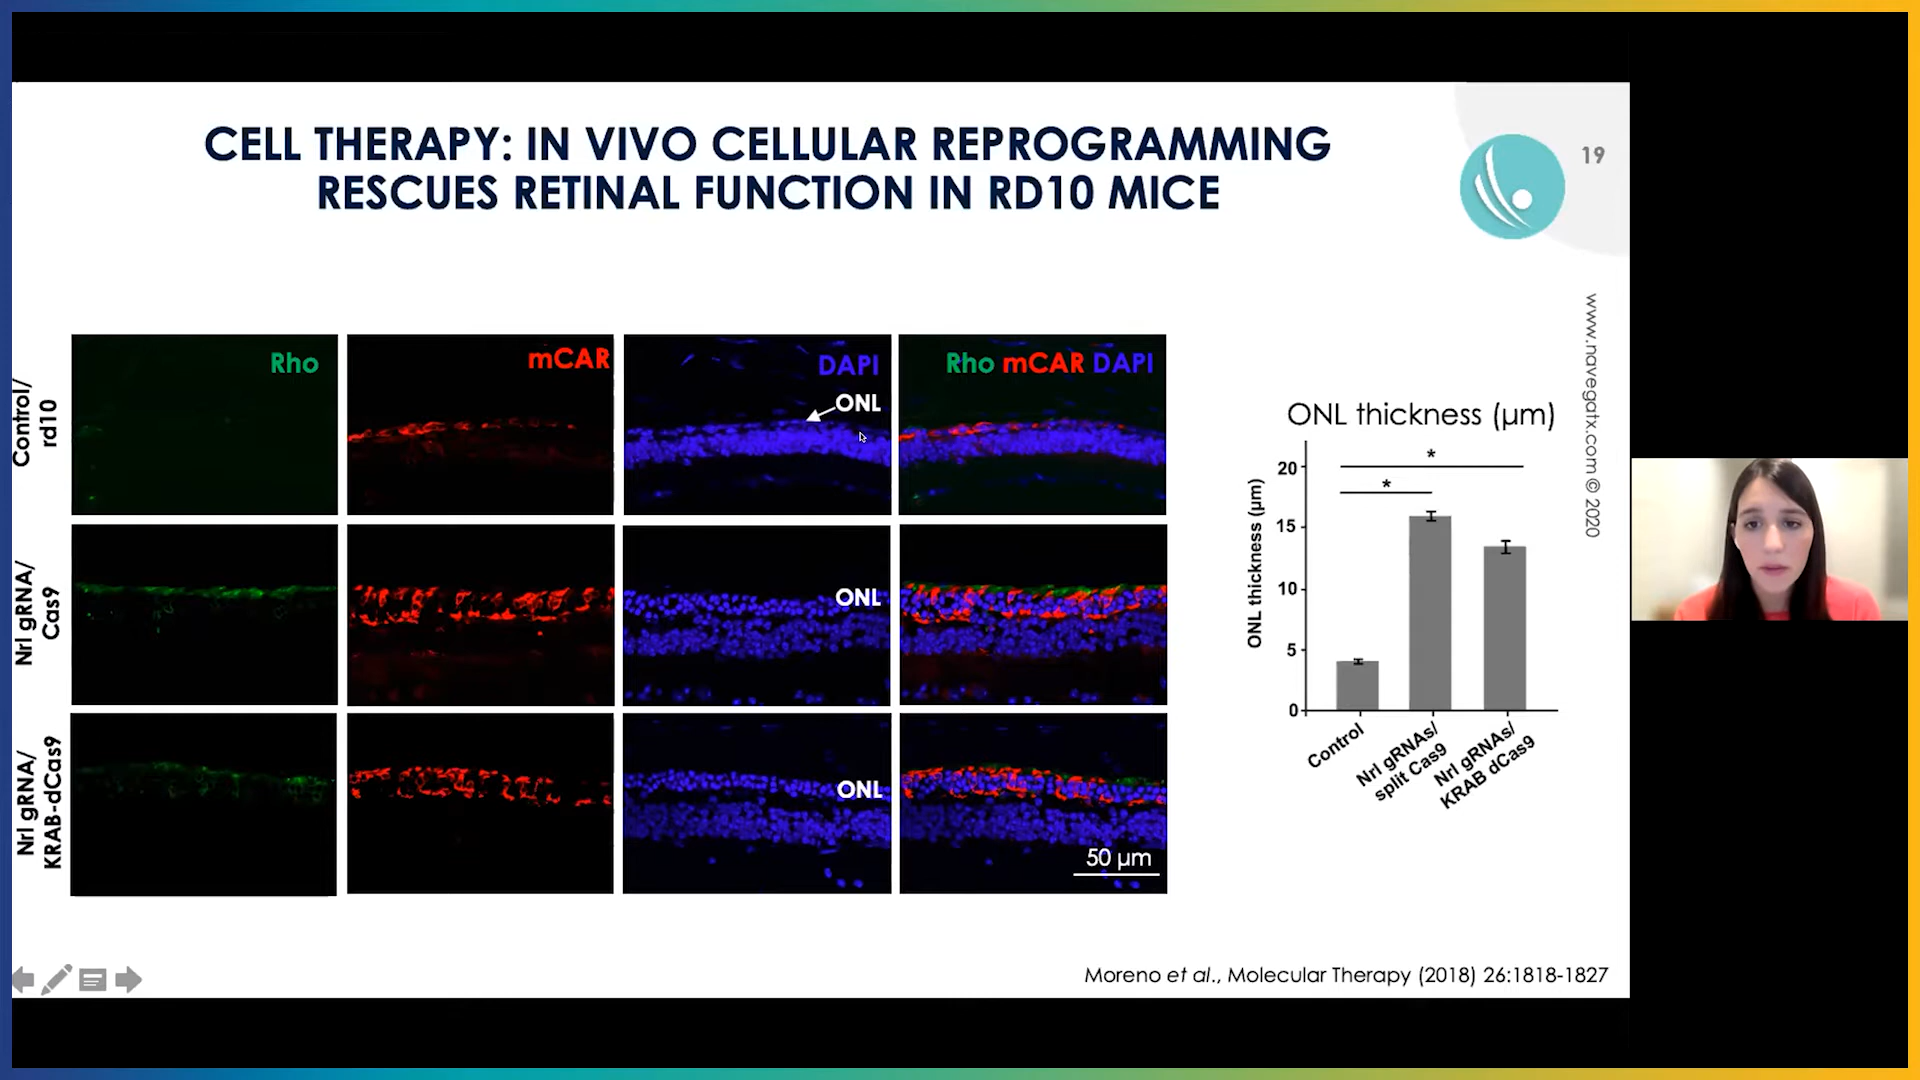 CELL THERAPY: IN VIVO CELLULAR REPROGRAMMING
RESCUES RETINAL FUNCTION IN RD10 MICE
19
www.navegatx.com © 2020
Control/
rd10
Rho
mCAR
DAPI
ONL
Rho mCAR DAPI
Nrl gRNA/
Cas9
ONL
Nrl gRNA/
KRAB-dCas9
ONL
50 µm
ONL thickness (µm)
ONL thickness (µm)
20
15
10
5
0
*
*
Control
Nrl gRNAs/
split Cas9
Nrl gRNAs/
KRAB dCas9
Moreno et al., Molecular Therapy (2018) 26:1818-1827